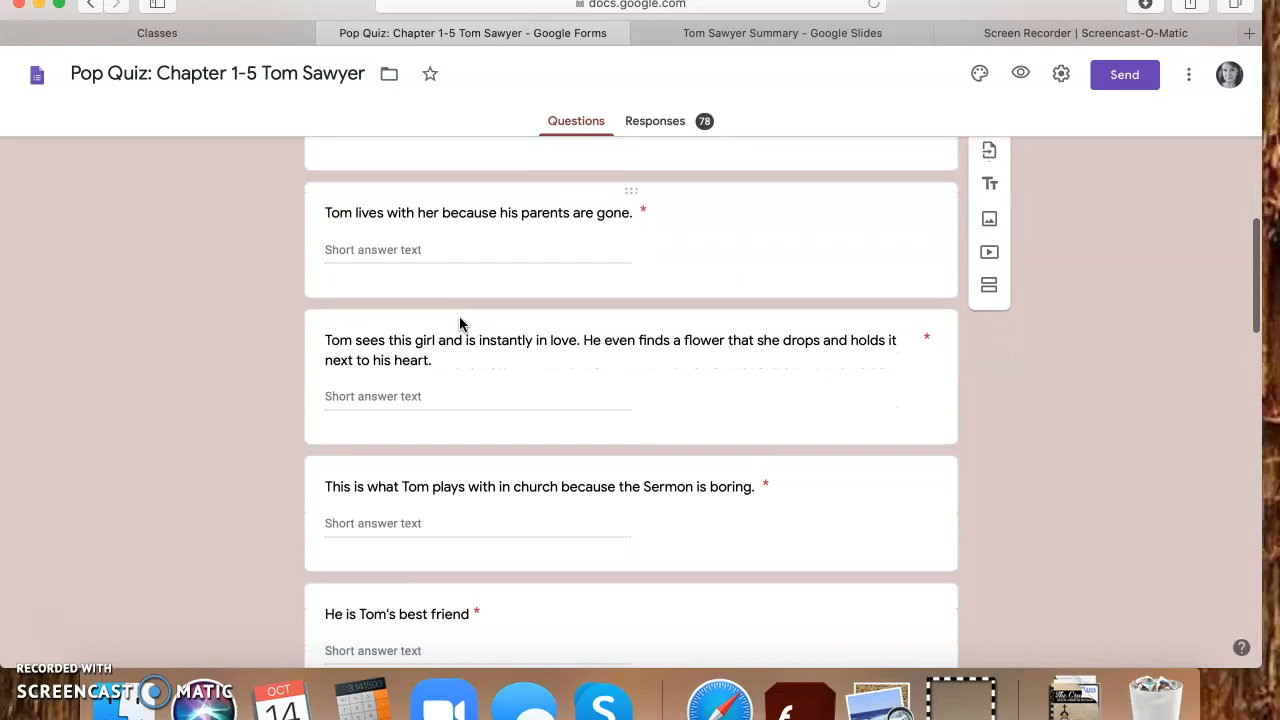 docs.google.com
Classes
Pop Quiz: Chapter 1-5 Tom Sawyer - Google Forms
Tom Sawyer Summary - Google Slides
Screen Recorder | Screencast-O-Matic
Pop Quiz: Chapter 1-5 Tom Sawyer
Send
Questions
Responses 78
Tom lives with her because his parents are gone. *
Short answer text
Tom sees this girl and is instantly in love. He even finds a flower that she drops and holds it *
next to his heart.
Short answer text
This is what Tom plays with in church because the Sermon is boring. *
Short answer text
He is Tom's best friend *
Short answer text
RECORDED WITH
SCREENCAST-O-MATIC
OCT
14
3.141593